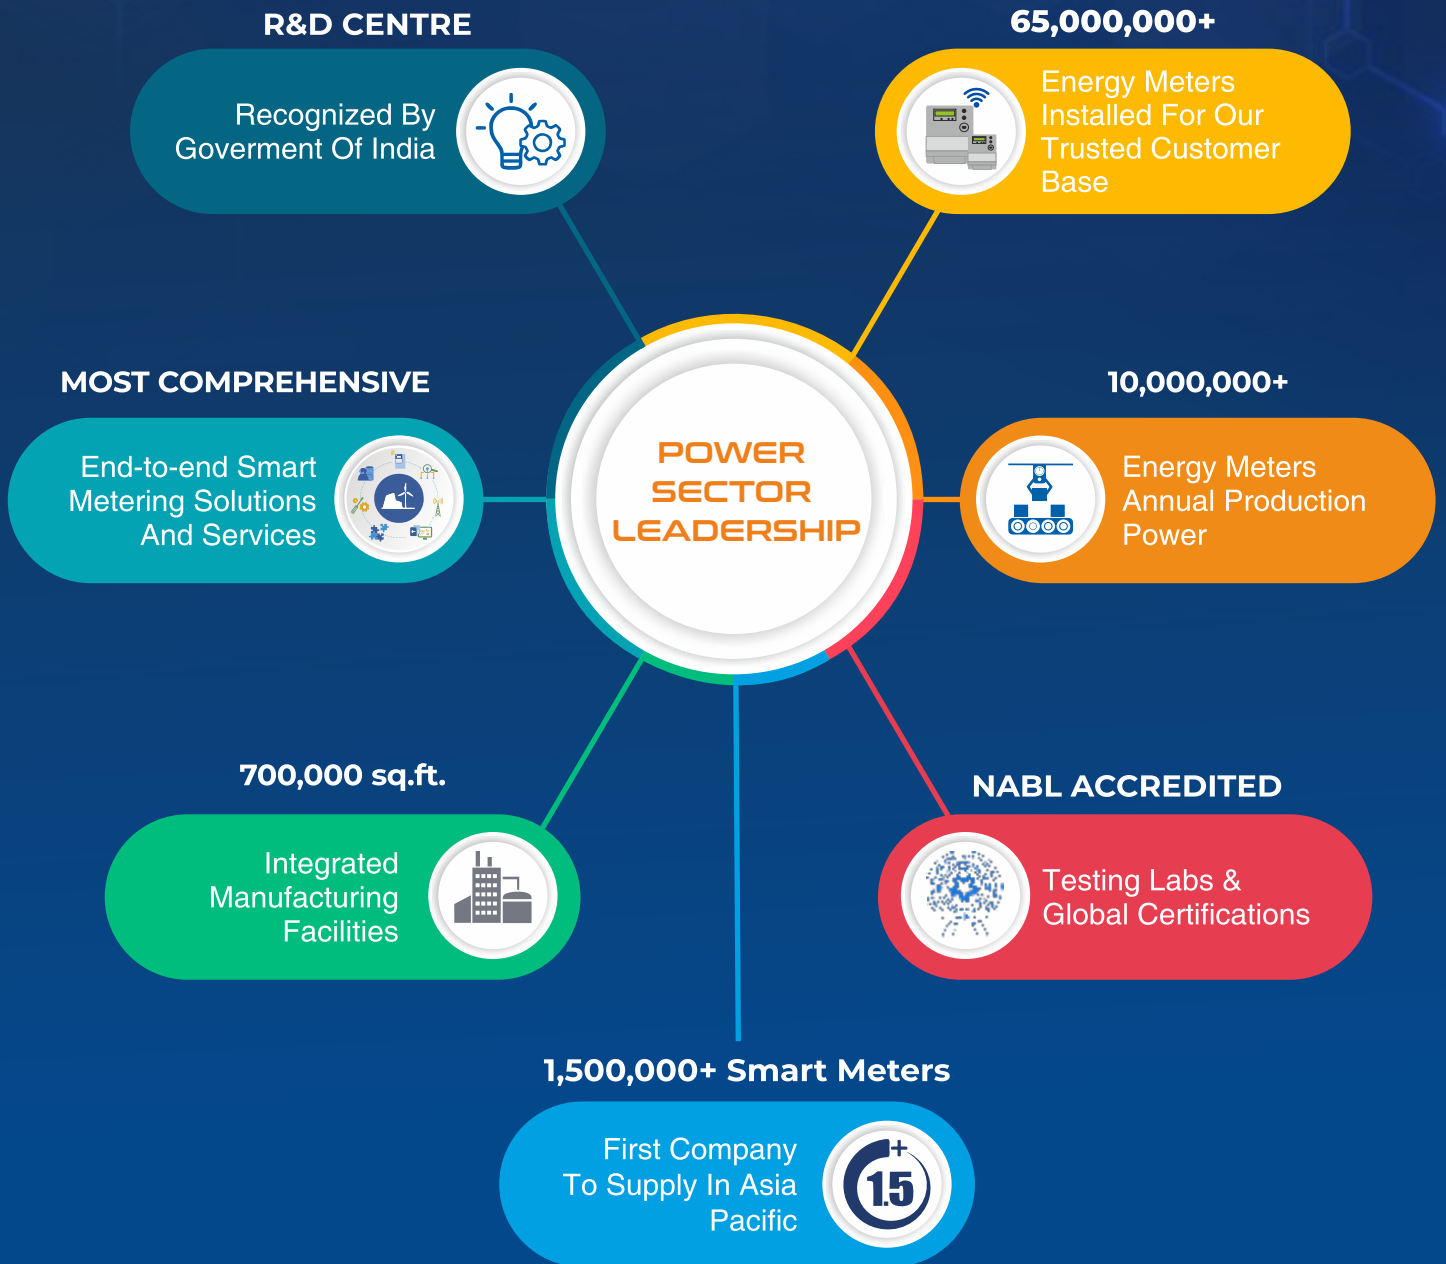 R&D CENTRE
Recognized By
Goverment Of India
65,000,000+
Energy Meters
Installed For Our
Trusted Customer
Base
MOST COMPREHENSIVE
End-to-end Smart
Metering Solutions
And Services
POWER
SECTOR
LEADERSHIP
10,000,000+
Energy Meters
Annual Production
Power
700,000 sq.ft.
Integrated
Manufacturing
Facilities
NABL ACCREDITED
Testing Labs &
Global Certifications
1,500,000+ Smart Meters
First Company
To Supply In Asia
Pacific
1.5
+